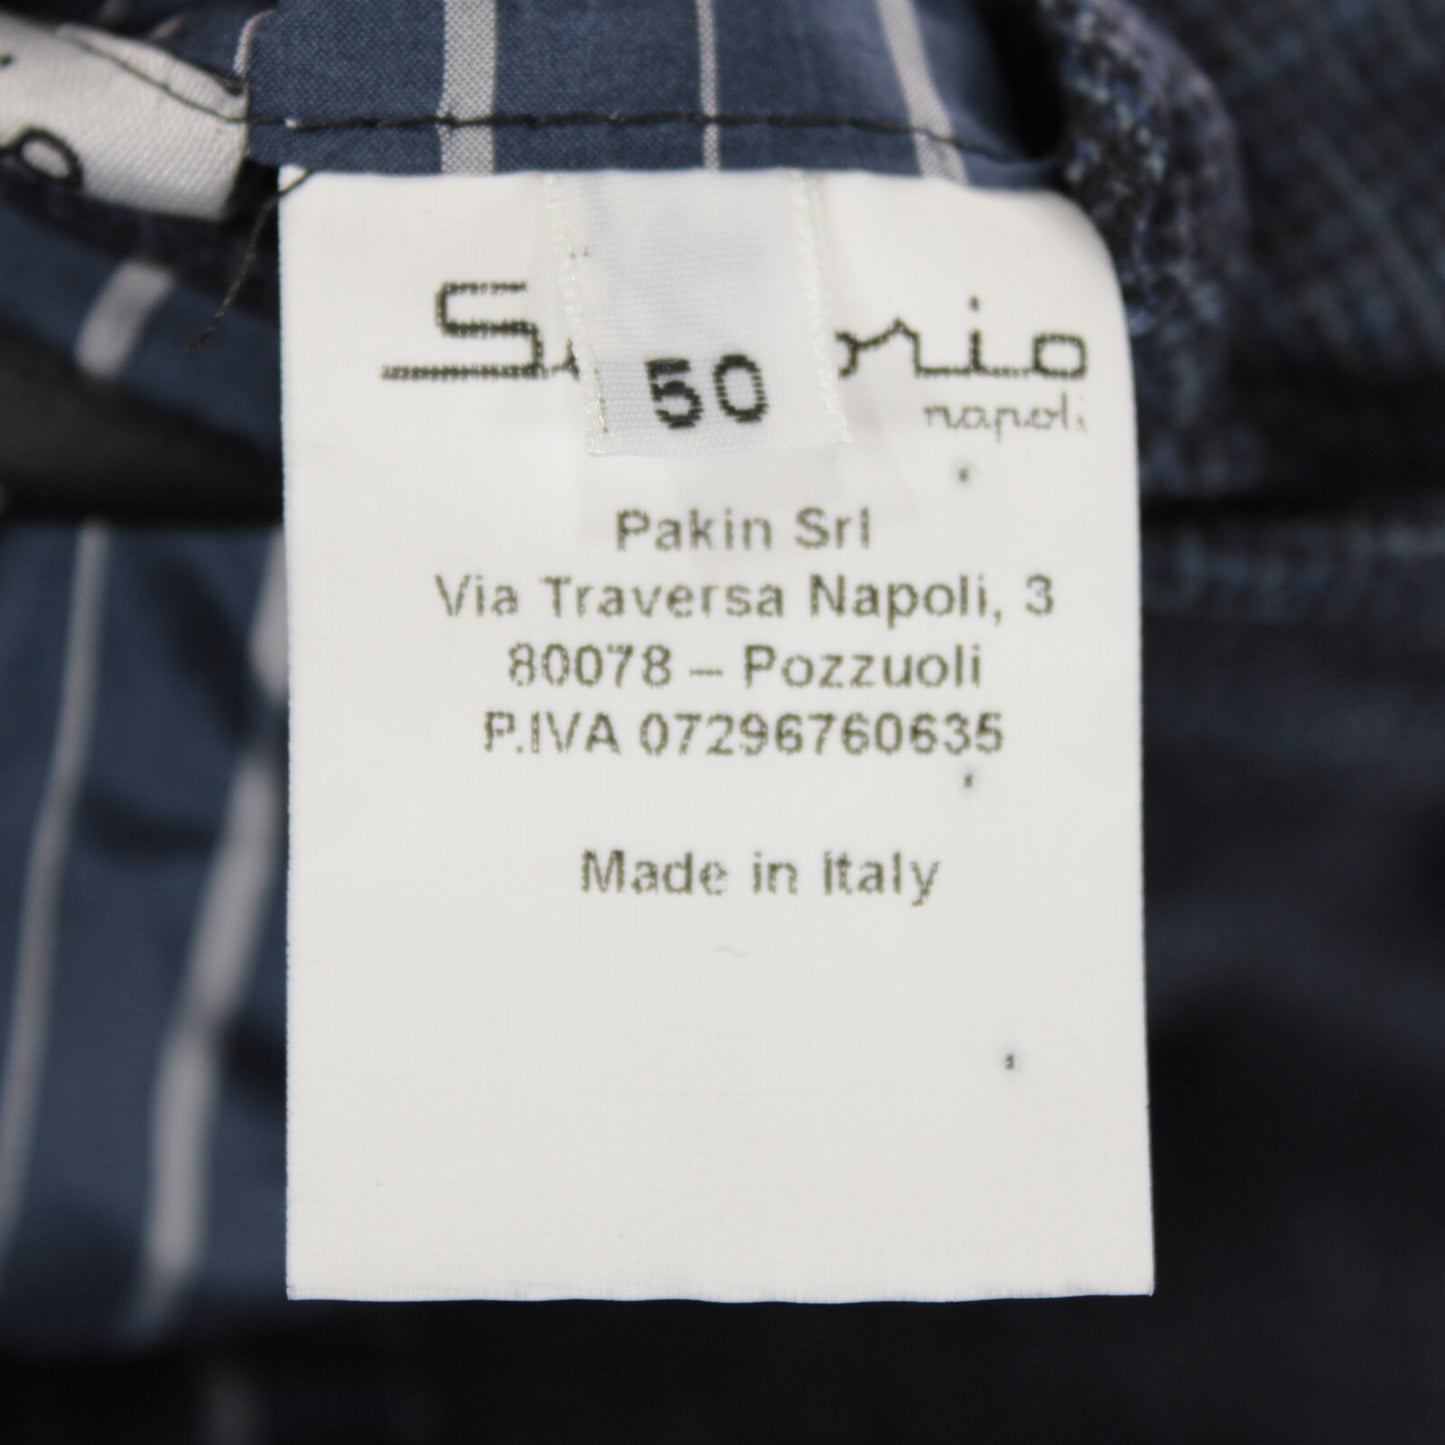 50
napoli
Pakin Srl
Via Traversa Napoli, 3
80078 – Pozzuoli
P.IVA 07296760635
Made in Italy